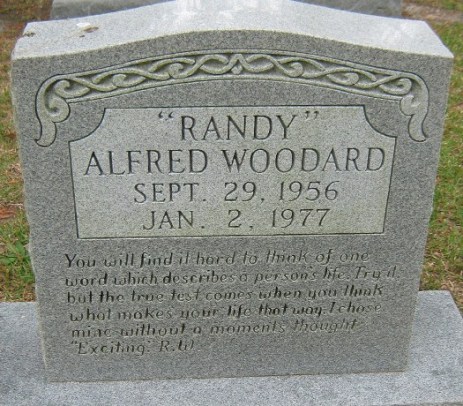 "RANDY"
ALFRED WOODARD
SEPT. 29, 1956
JAN. 2, 1977
You will find it hard to think of one
word which describes a person's life. Try it
but the true test comes when you think
what makes your life that way. I chose
mine without a moments thought
"Exciting." R.W.